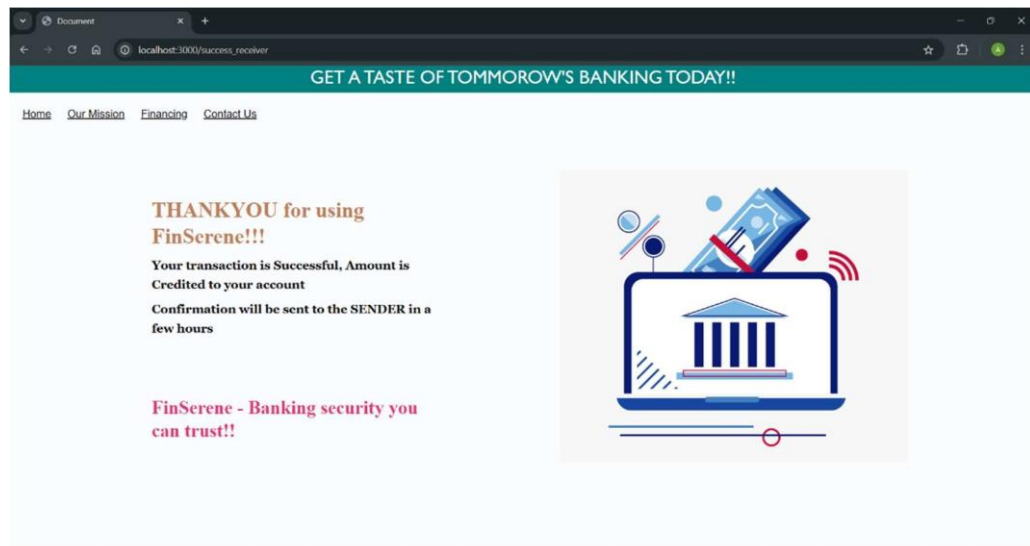 Document
localhost:3000/success_receiver
A
GET A TASTE OF TOMMOROW'S BANKING TODAY!!
Home Our Mission Financing Contact Us
THANKYOU for using
FinSerene!!!
Your transaction is Successful, Amount is
Credited to your account
Confirmation will be sent to the SENDER in a
few hours
FinSerene - Banking security you
can trust!!